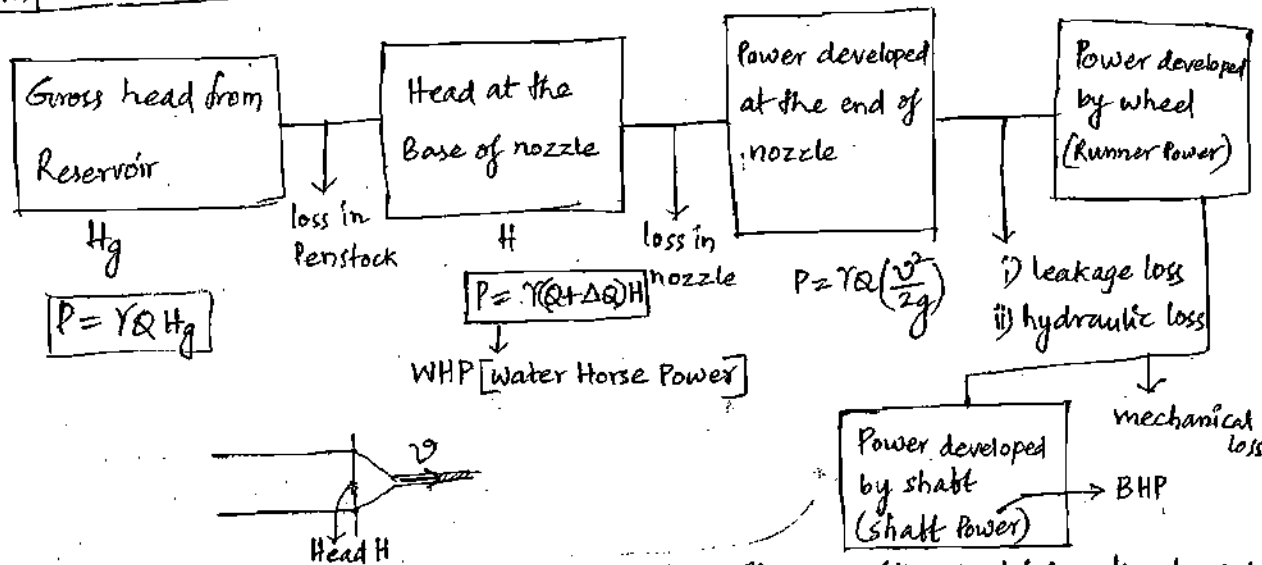 Gross head from
Reservoir
Hg
P = γQ Hg
loss in
Penstock
Head at the
Base of nozzle
H
P = γ(Q+ΔQ)H
WHP [water Horse Power]
loss in
nozzle
Power developed
at the end of
nozzle
P = γQ(v²/2g)
i) leakage loss
ii) hydraulic loss
Power developed
by wheel
(Runner Power)
mechanical
loss
Power developed
by shaft
(shaft Power)
BHP
v
Head H